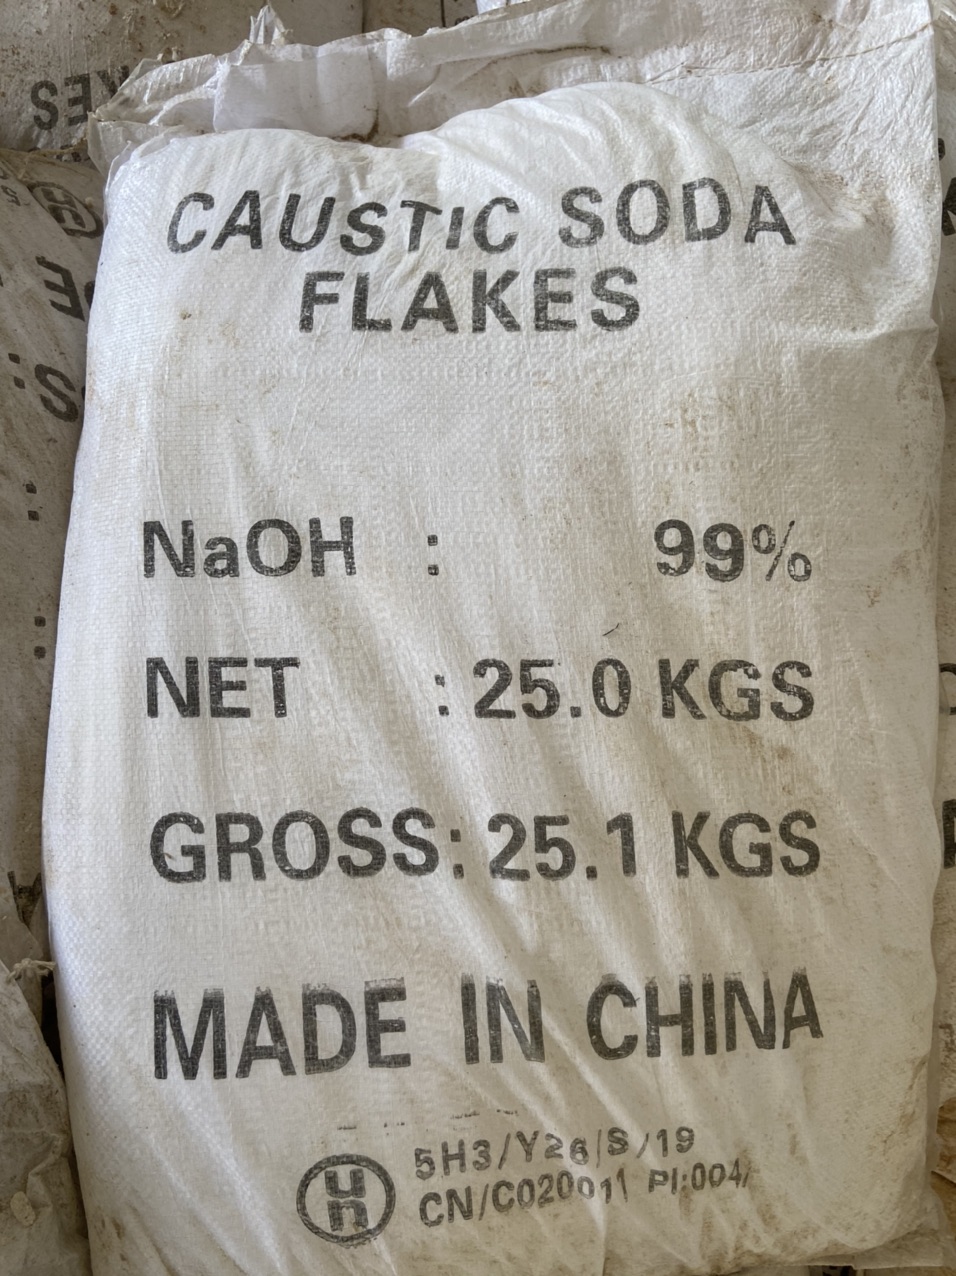 CAUSTIC SODA
FLAKES
NaOH : 99%
NET : 25.0 KGS
GROSS: 25.1 KGS
MADE IN CHINA
un
5H3/Y26/S/19
CN/C020011 PI:004/